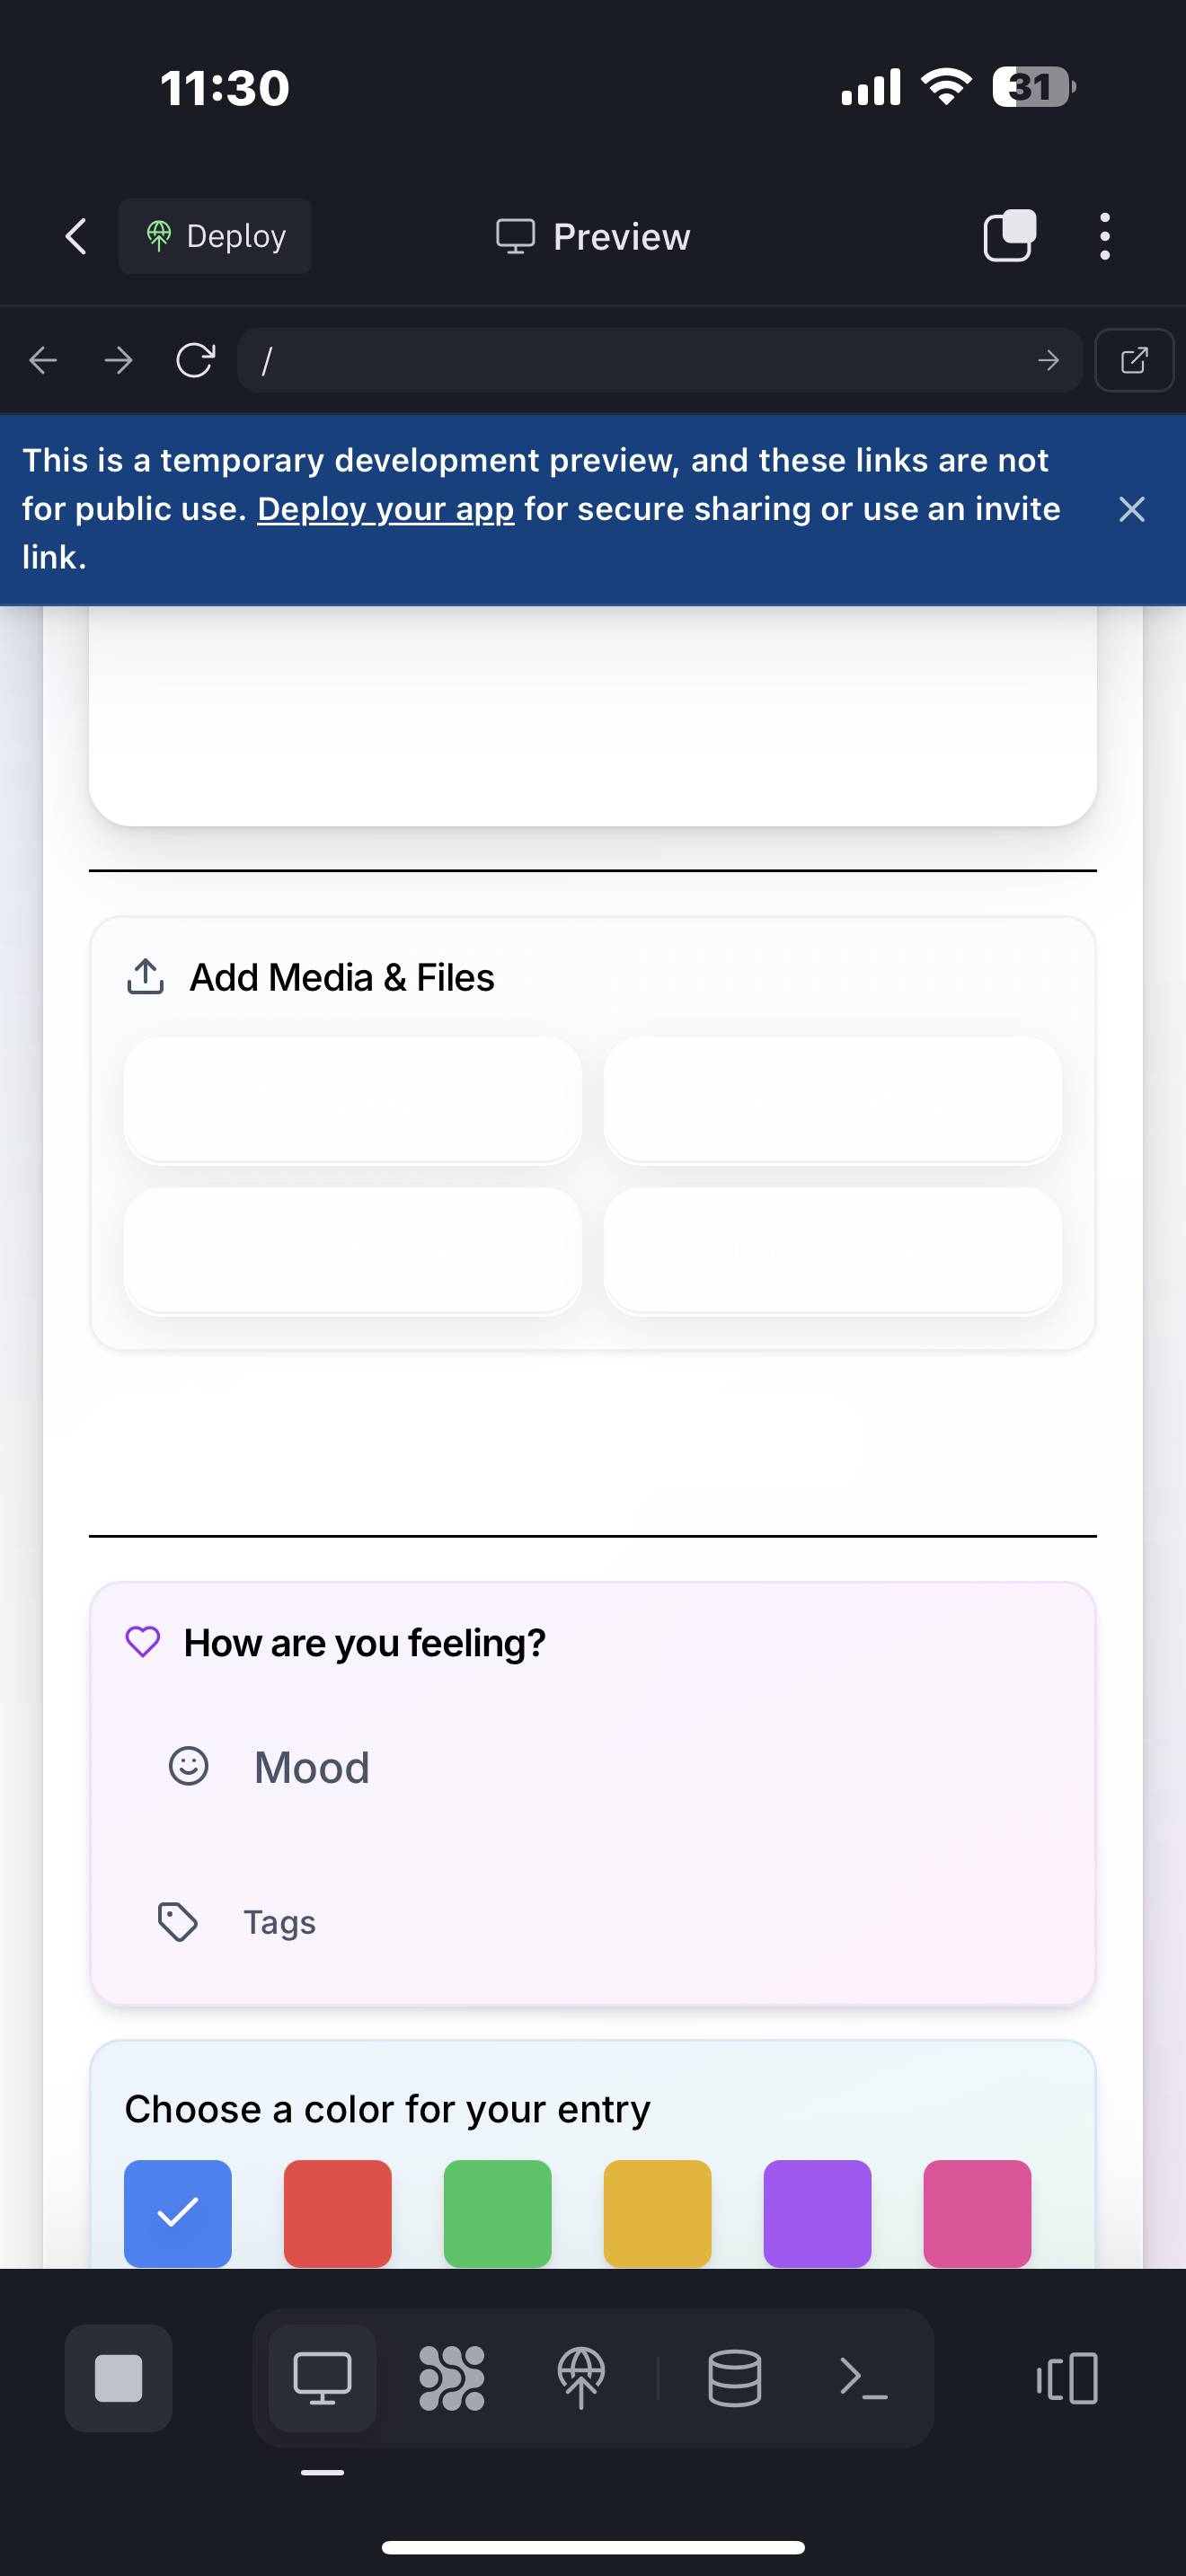 11:30
31
Deploy
Preview
/
This is a temporary development preview, and these links are not
for public use. Deploy your app for secure sharing or use an invite
link.
Add Media & Files
How are you feeling?
Mood
Tags
Choose a color for your entry